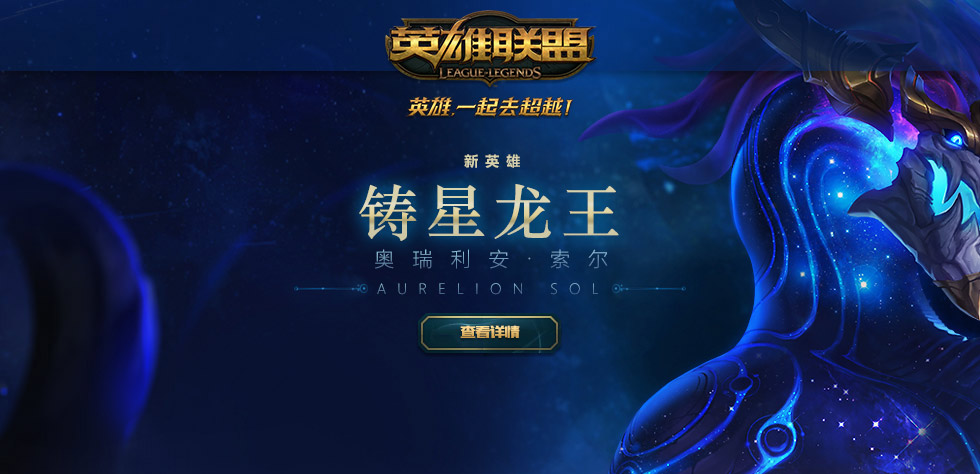 英雄联盟
LEAGUE OF LEGENDS
英雄,一起去超越!
新英雄
铸星龙王
奥瑞利安·索尔
AURELION SOL
查看详情